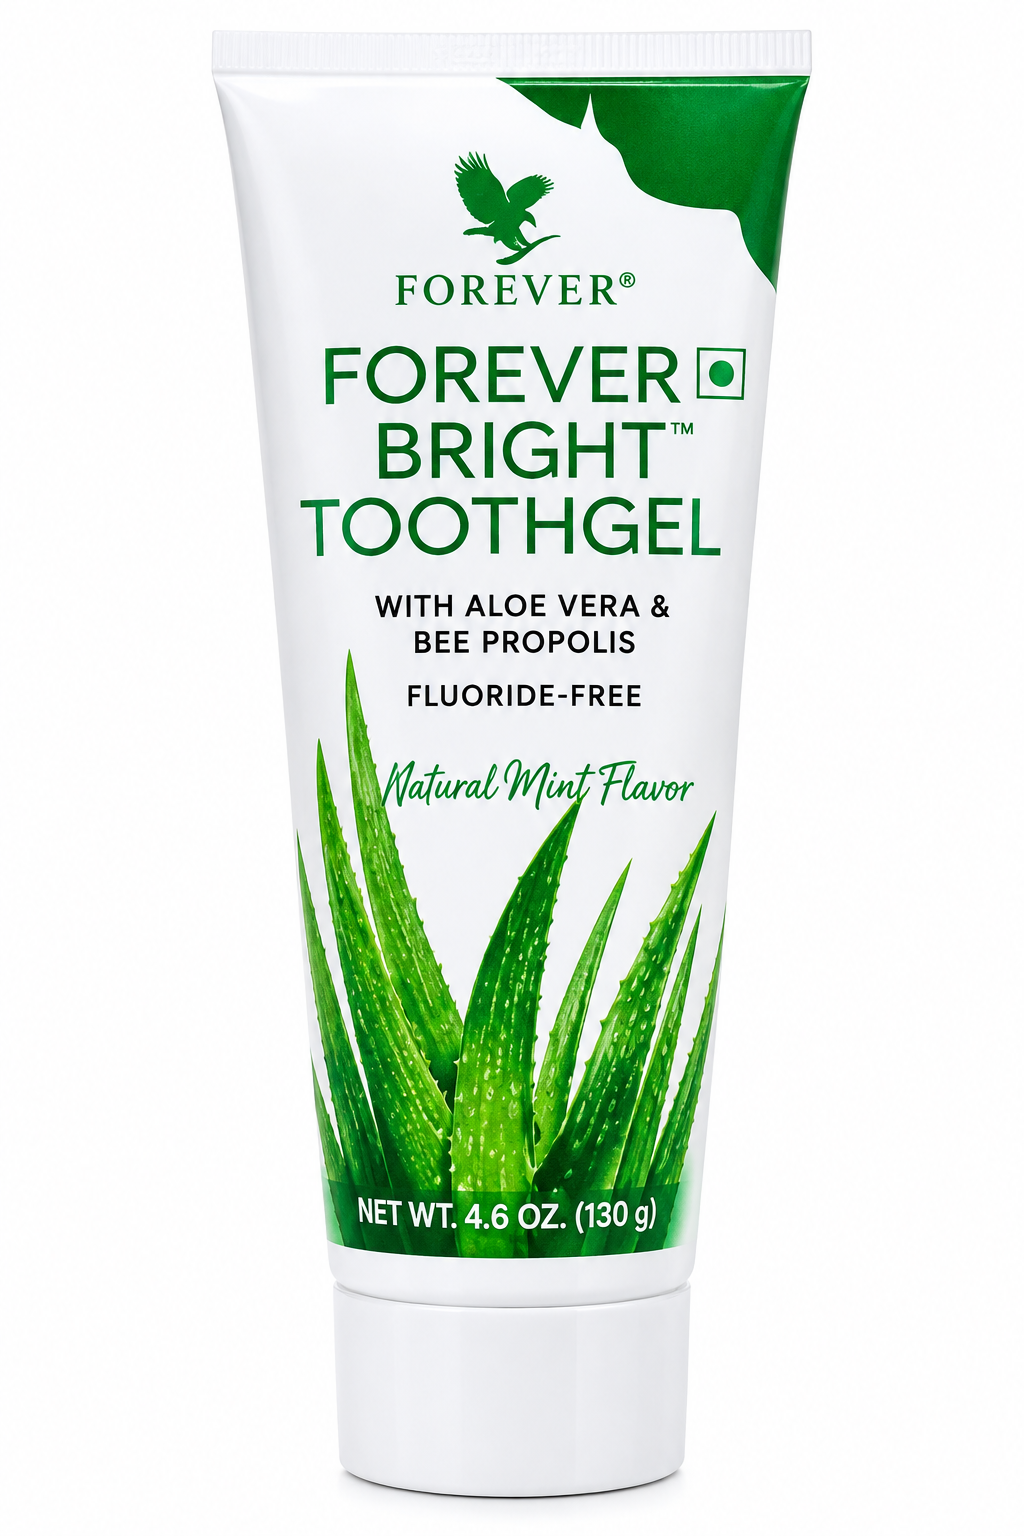 FOREVER®
FOREVER
BRIGHT™
TOOTHGEL
WITH ALOE VERA &
BEE PROPOLIS
FLUORIDE-FREE
Natural Mint Flavor
NET WT. 4.6 OZ. (130 g)